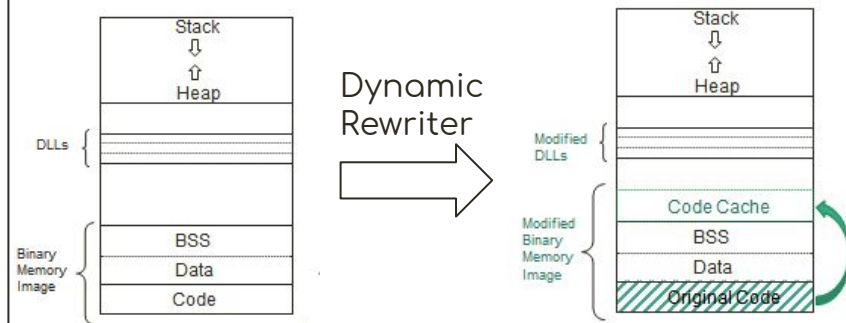 Stack
Heap
DLLs
Binary
Memory
Image
BSS
Data
Code
Dynamic
Rewriter
Stack
Heap
Modified
DLLs
Modified
Binary
Memory
Image
Code Cache
BSS
Data
Original Code